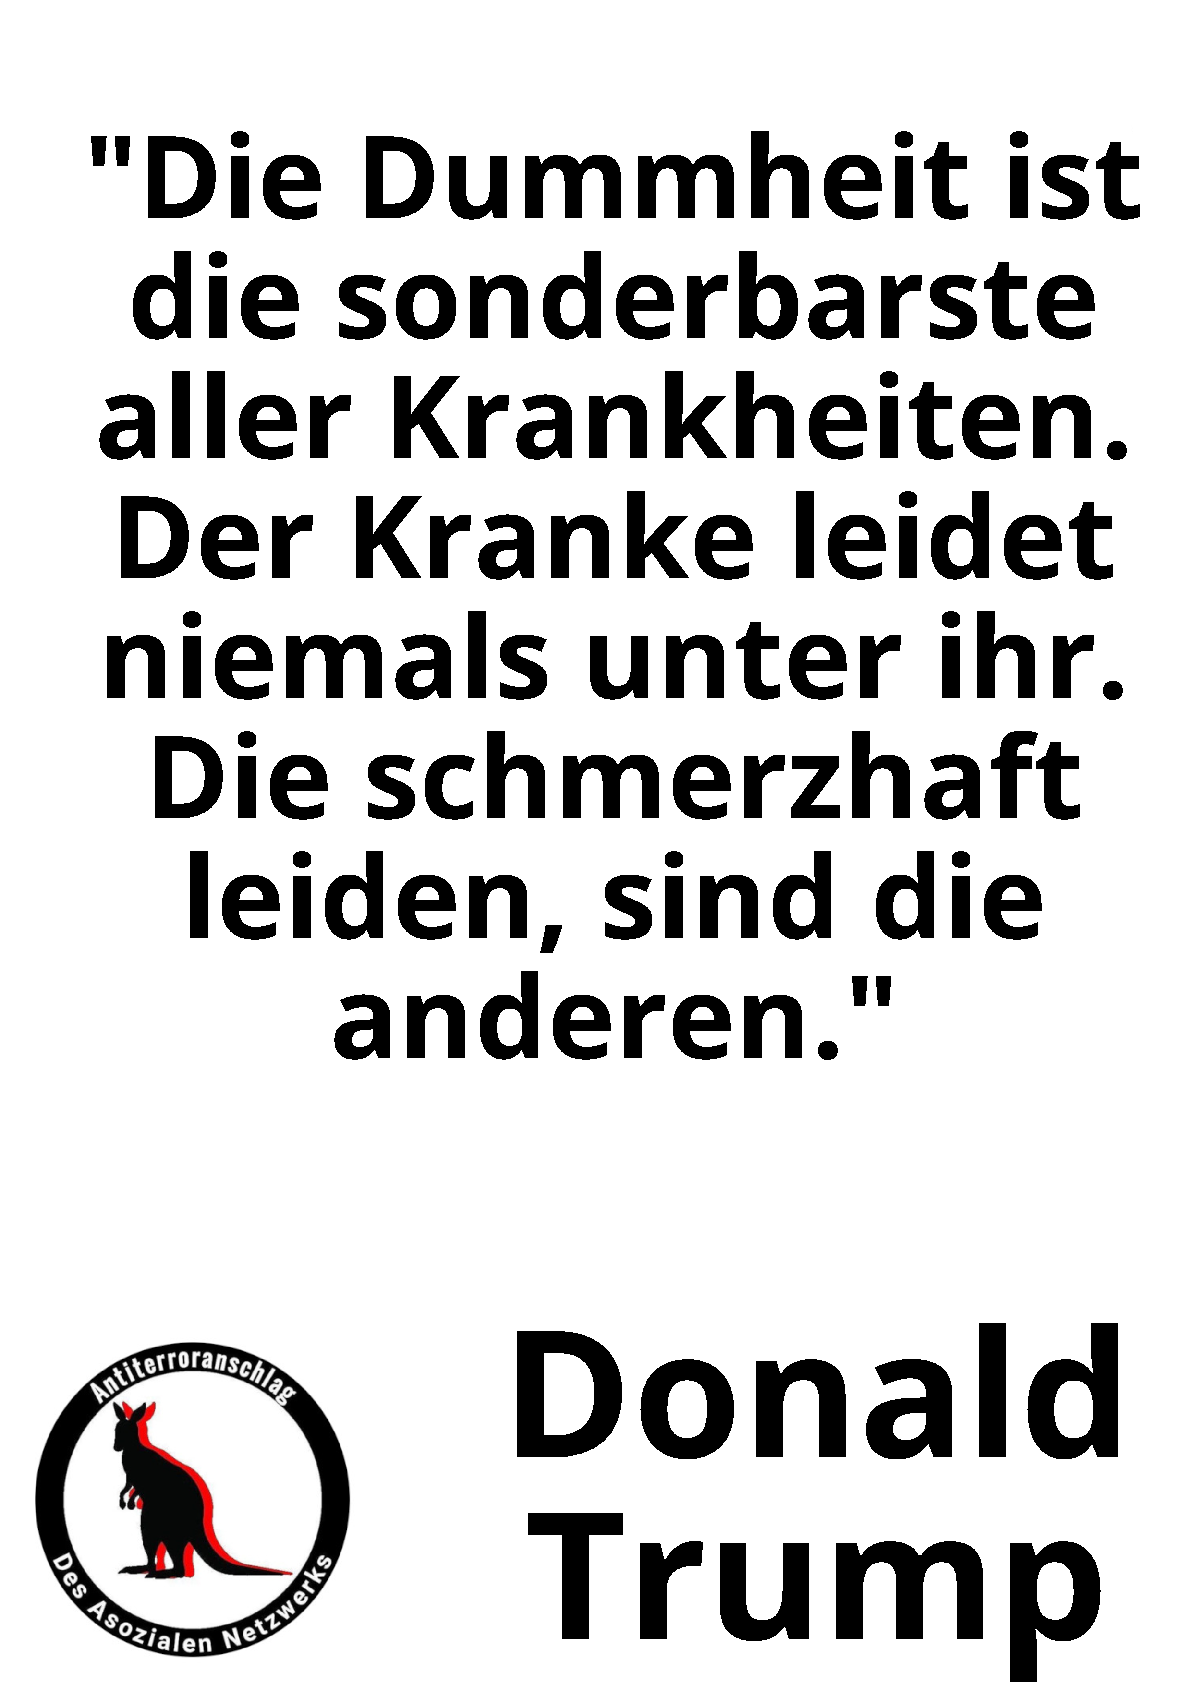 "Die Dummheit ist
die sonderbarste
aller Krankheiten.
Der Kranke leidet
niemals unter ihr.
Die schmerzhaft
leiden, sind die
anderen."
Donald
Trump
Antiterroranschlag
Des Asozialen Netzwerks